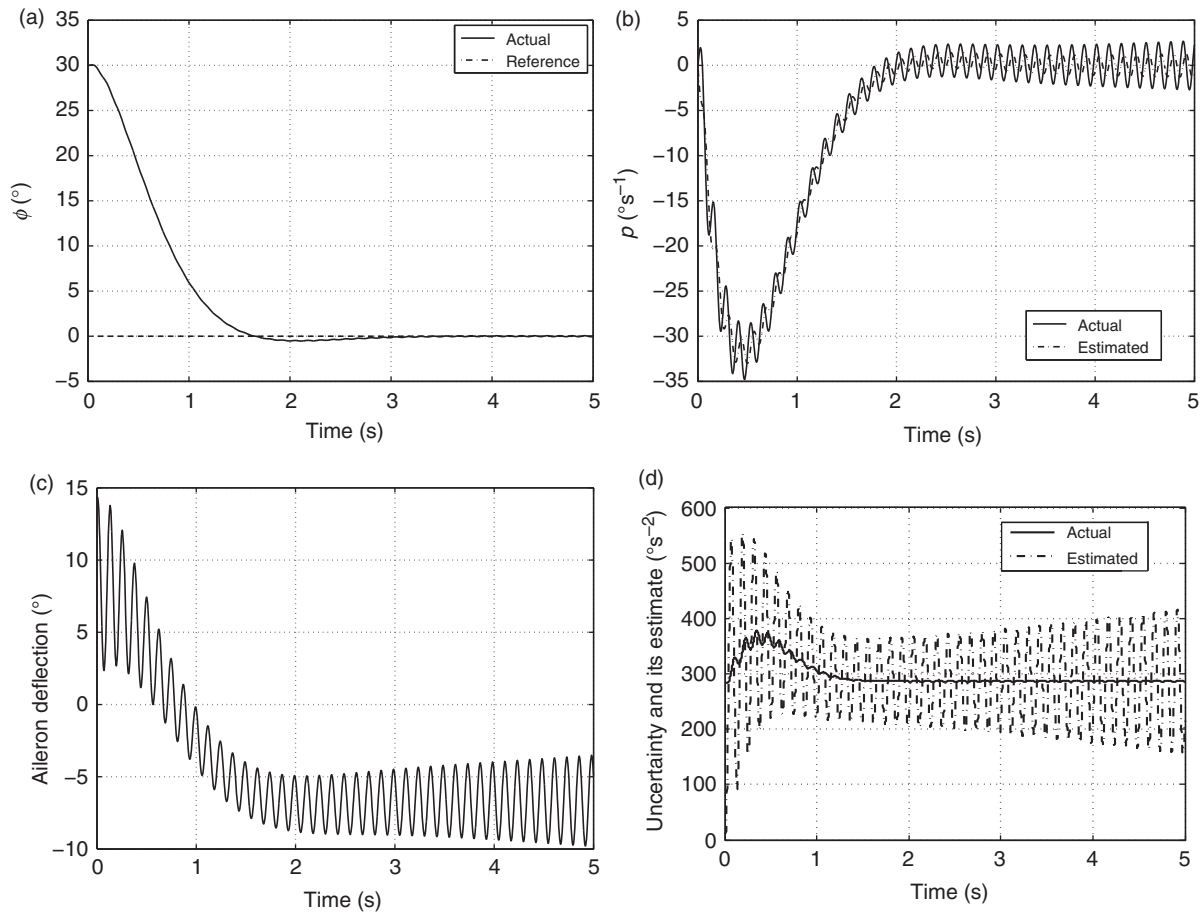 (a)
35
30
25
20
15
10
5
0
−5
ϕ (°)
Actual
Reference
0 1 2 3 4 5
Time (s)
(b)
5
0
−5
−10
−15
−20
−25
−30
−35
p (°s⁻¹)
Actual
Estimated
0 1 2 3 4 5
Time (s)
(c)
15
10
5
0
−5
−10
Aileron deflection (°)
0 1 2 3 4 5
Time (s)
(d)
600
500
400
300
200
100
0
Uncertainty and its estimate (°s⁻²)
Actual
Estimated
0 1 2 3 4 5
Time (s)